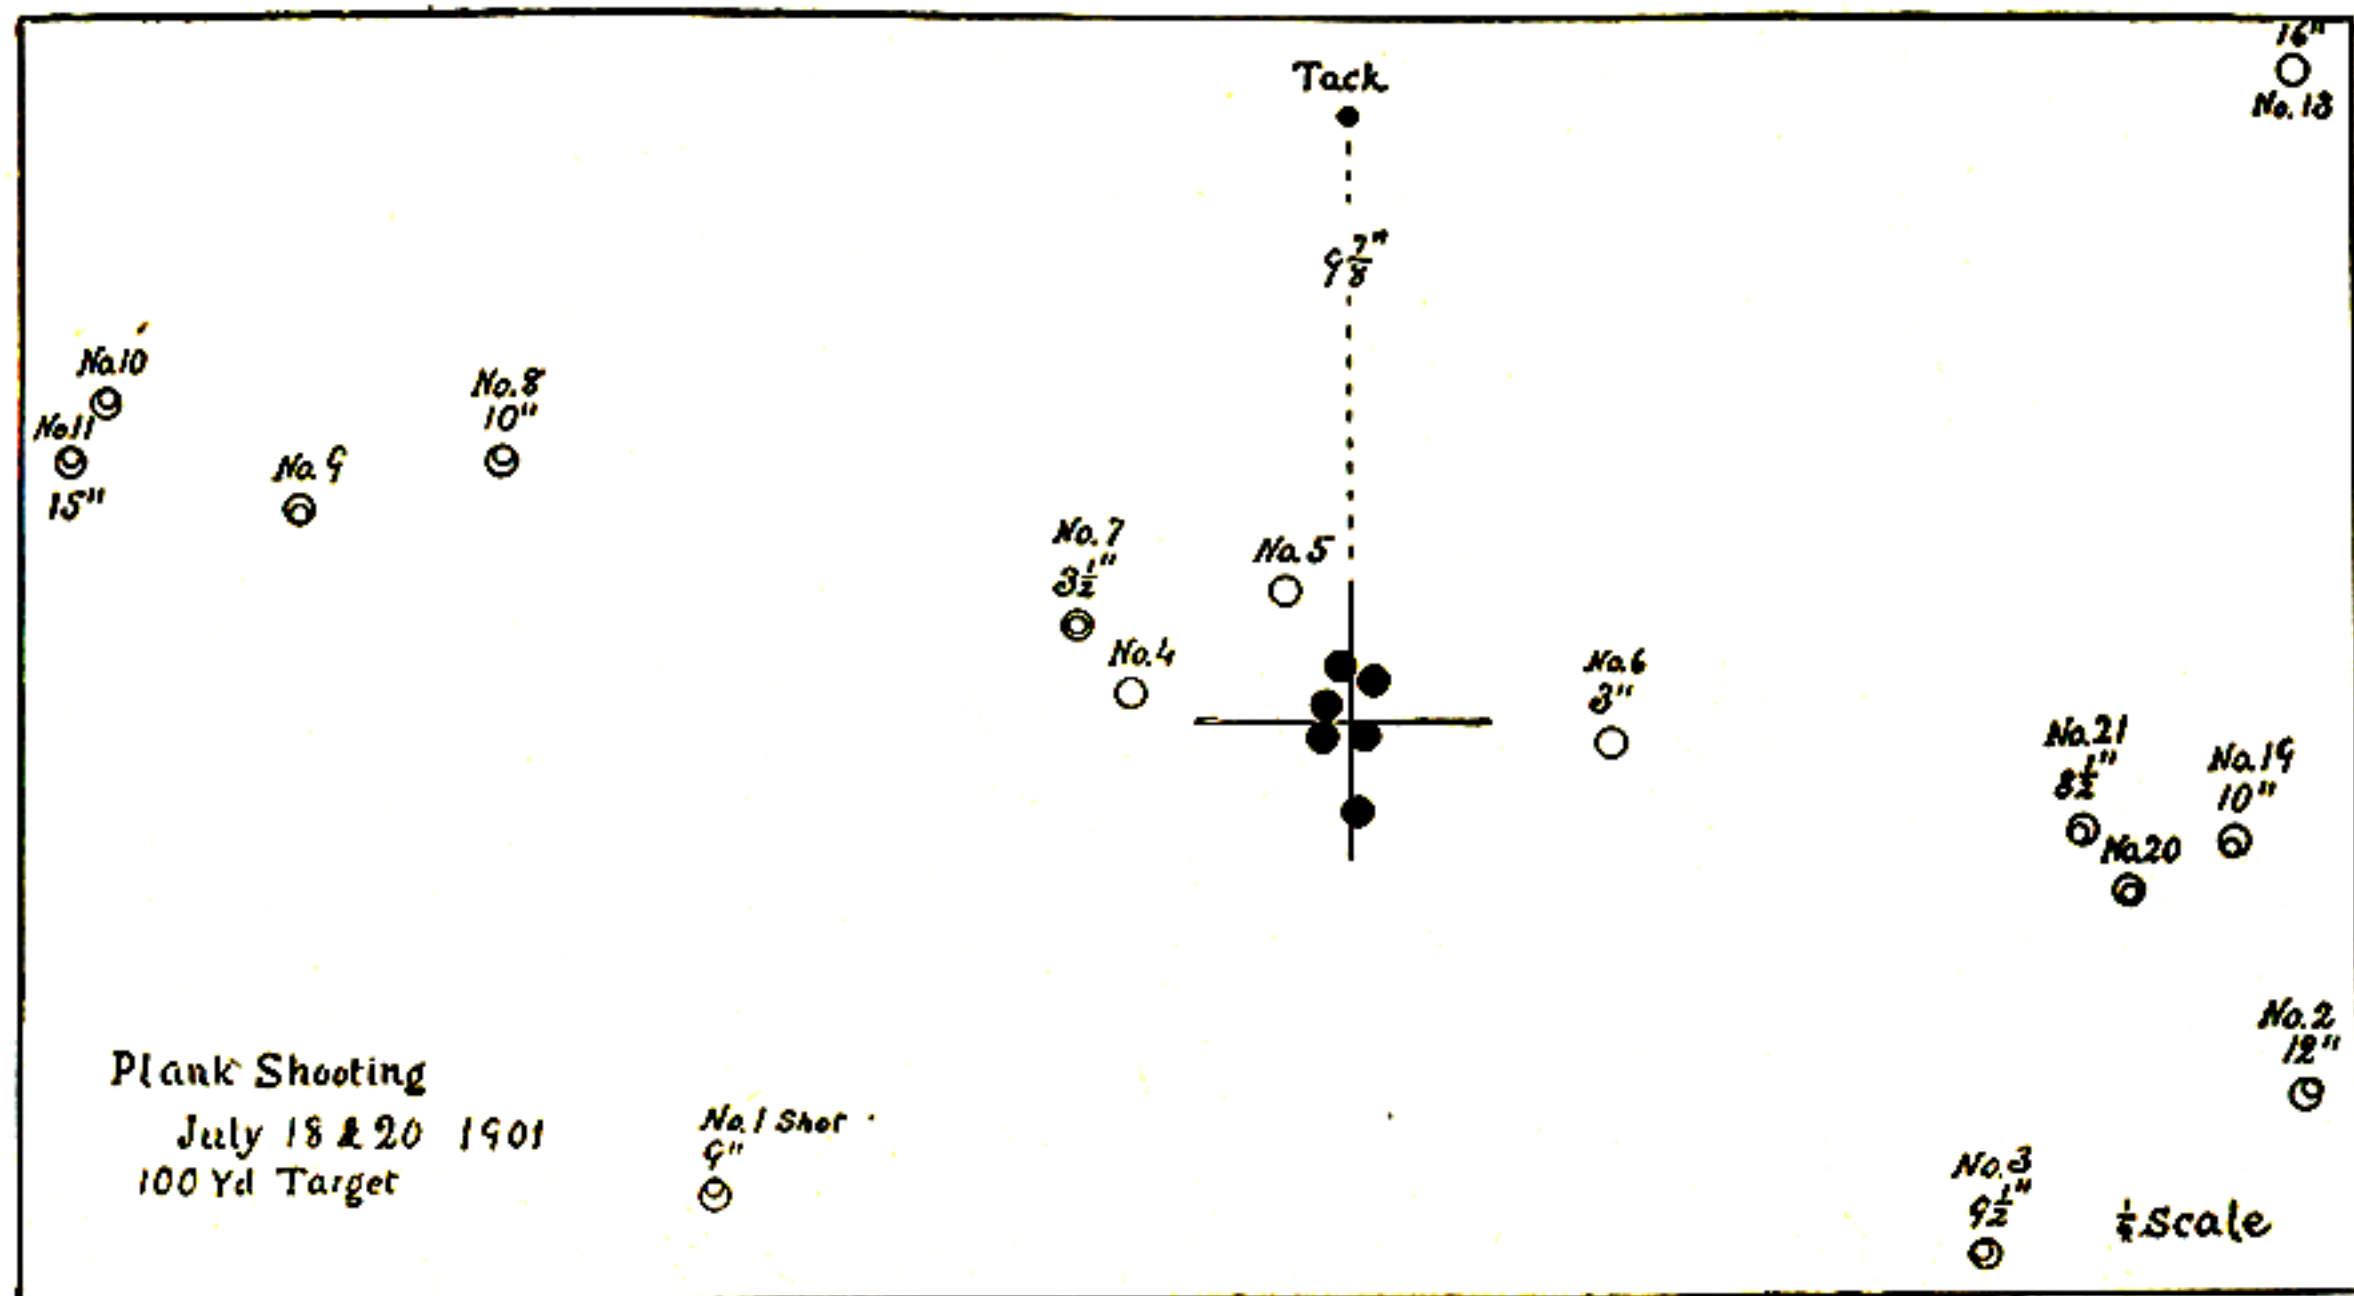 16"
No. 13
Tack
9 7/8"
No. 10
No. 11
15"
No. 9
No. 8
10"
No. 7
3 1/2"
No. 4
No. 5
No. 6
3"
No. 21
8 1/2"
No. 20
No. 19
10"
No. 2
12"
Plank Shooting
July 18 & 20 1901
100 Yd Target
No. 1 Shot
9"
No. 3
9 1/2"
Scale